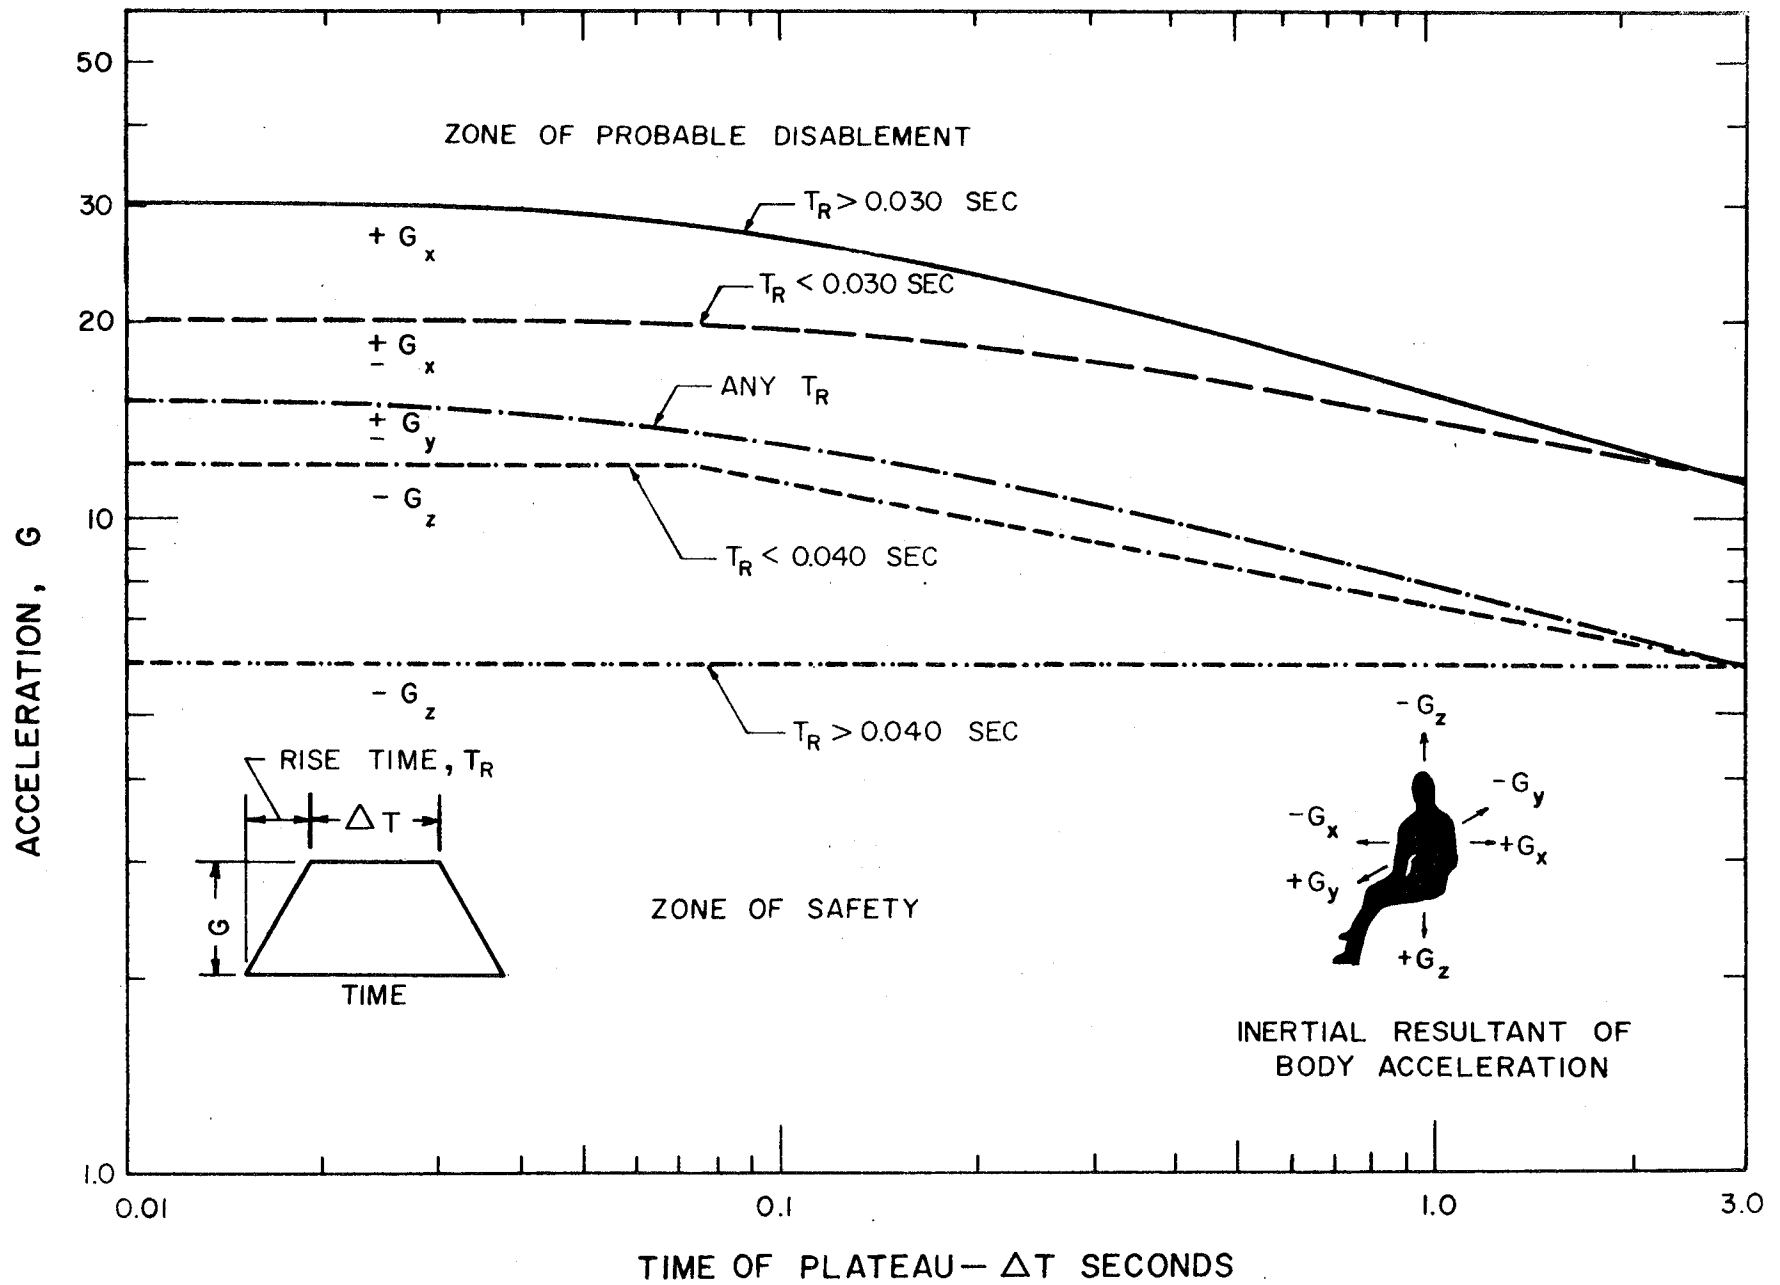 50
ZONE OF PROBABLE DISABLEMENT
30
T_R > 0.030 SEC
+ G_x
T_R < 0.030 SEC
20
± G_x
ANY T_R
± G_y
- G_z
10
T_R < 0.040 SEC
ACCELERATION, G
- G_z
T_R > 0.040 SEC
- G_z
RISE TIME, T_R
- G_y
△T
- G_x
+ G_x
+ G_y
G
ZONE OF SAFETY
+ G_z
TIME
INERTIAL RESULTANT OF
BODY ACCELERATION
1.0
0.01
0.1
1.0
3.0
TIME OF PLATEAU — △T SECONDS